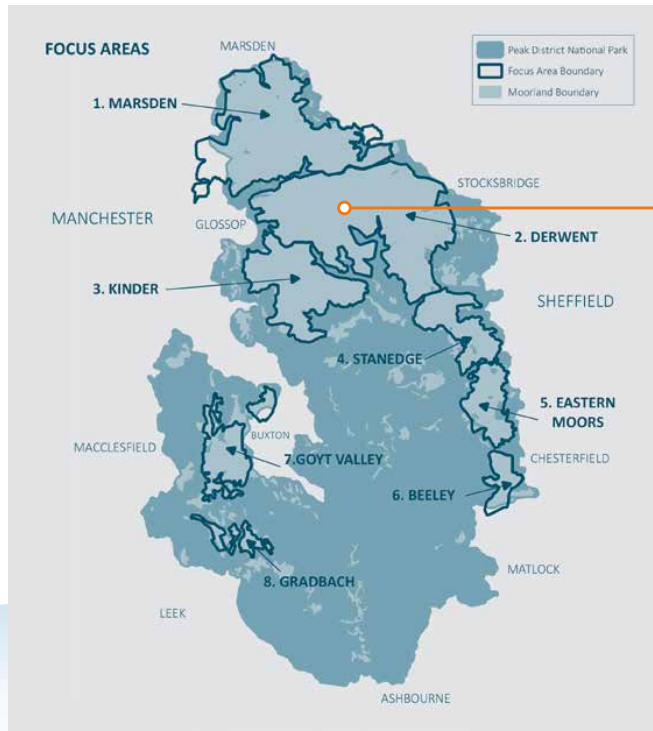 FOCUS AREAS
MARSDEN
Peak District National Park
Focus Area Boundary
Moorland Boundary
1. MARSDEN
STOCKSBRIDGE
MANCHESTER
GLOSSOP
2. DERWENT
3. KINDER
SHEFFIELD
4. STANEDGE
5. EASTERN
MOORS
MACCLESFIELD
BUXTON
7.GOYT VALLEY
CHESTERFIELD
6. BEELEY
8. GRADBACH
MATLOCK
LEEK
ASHBOURNE